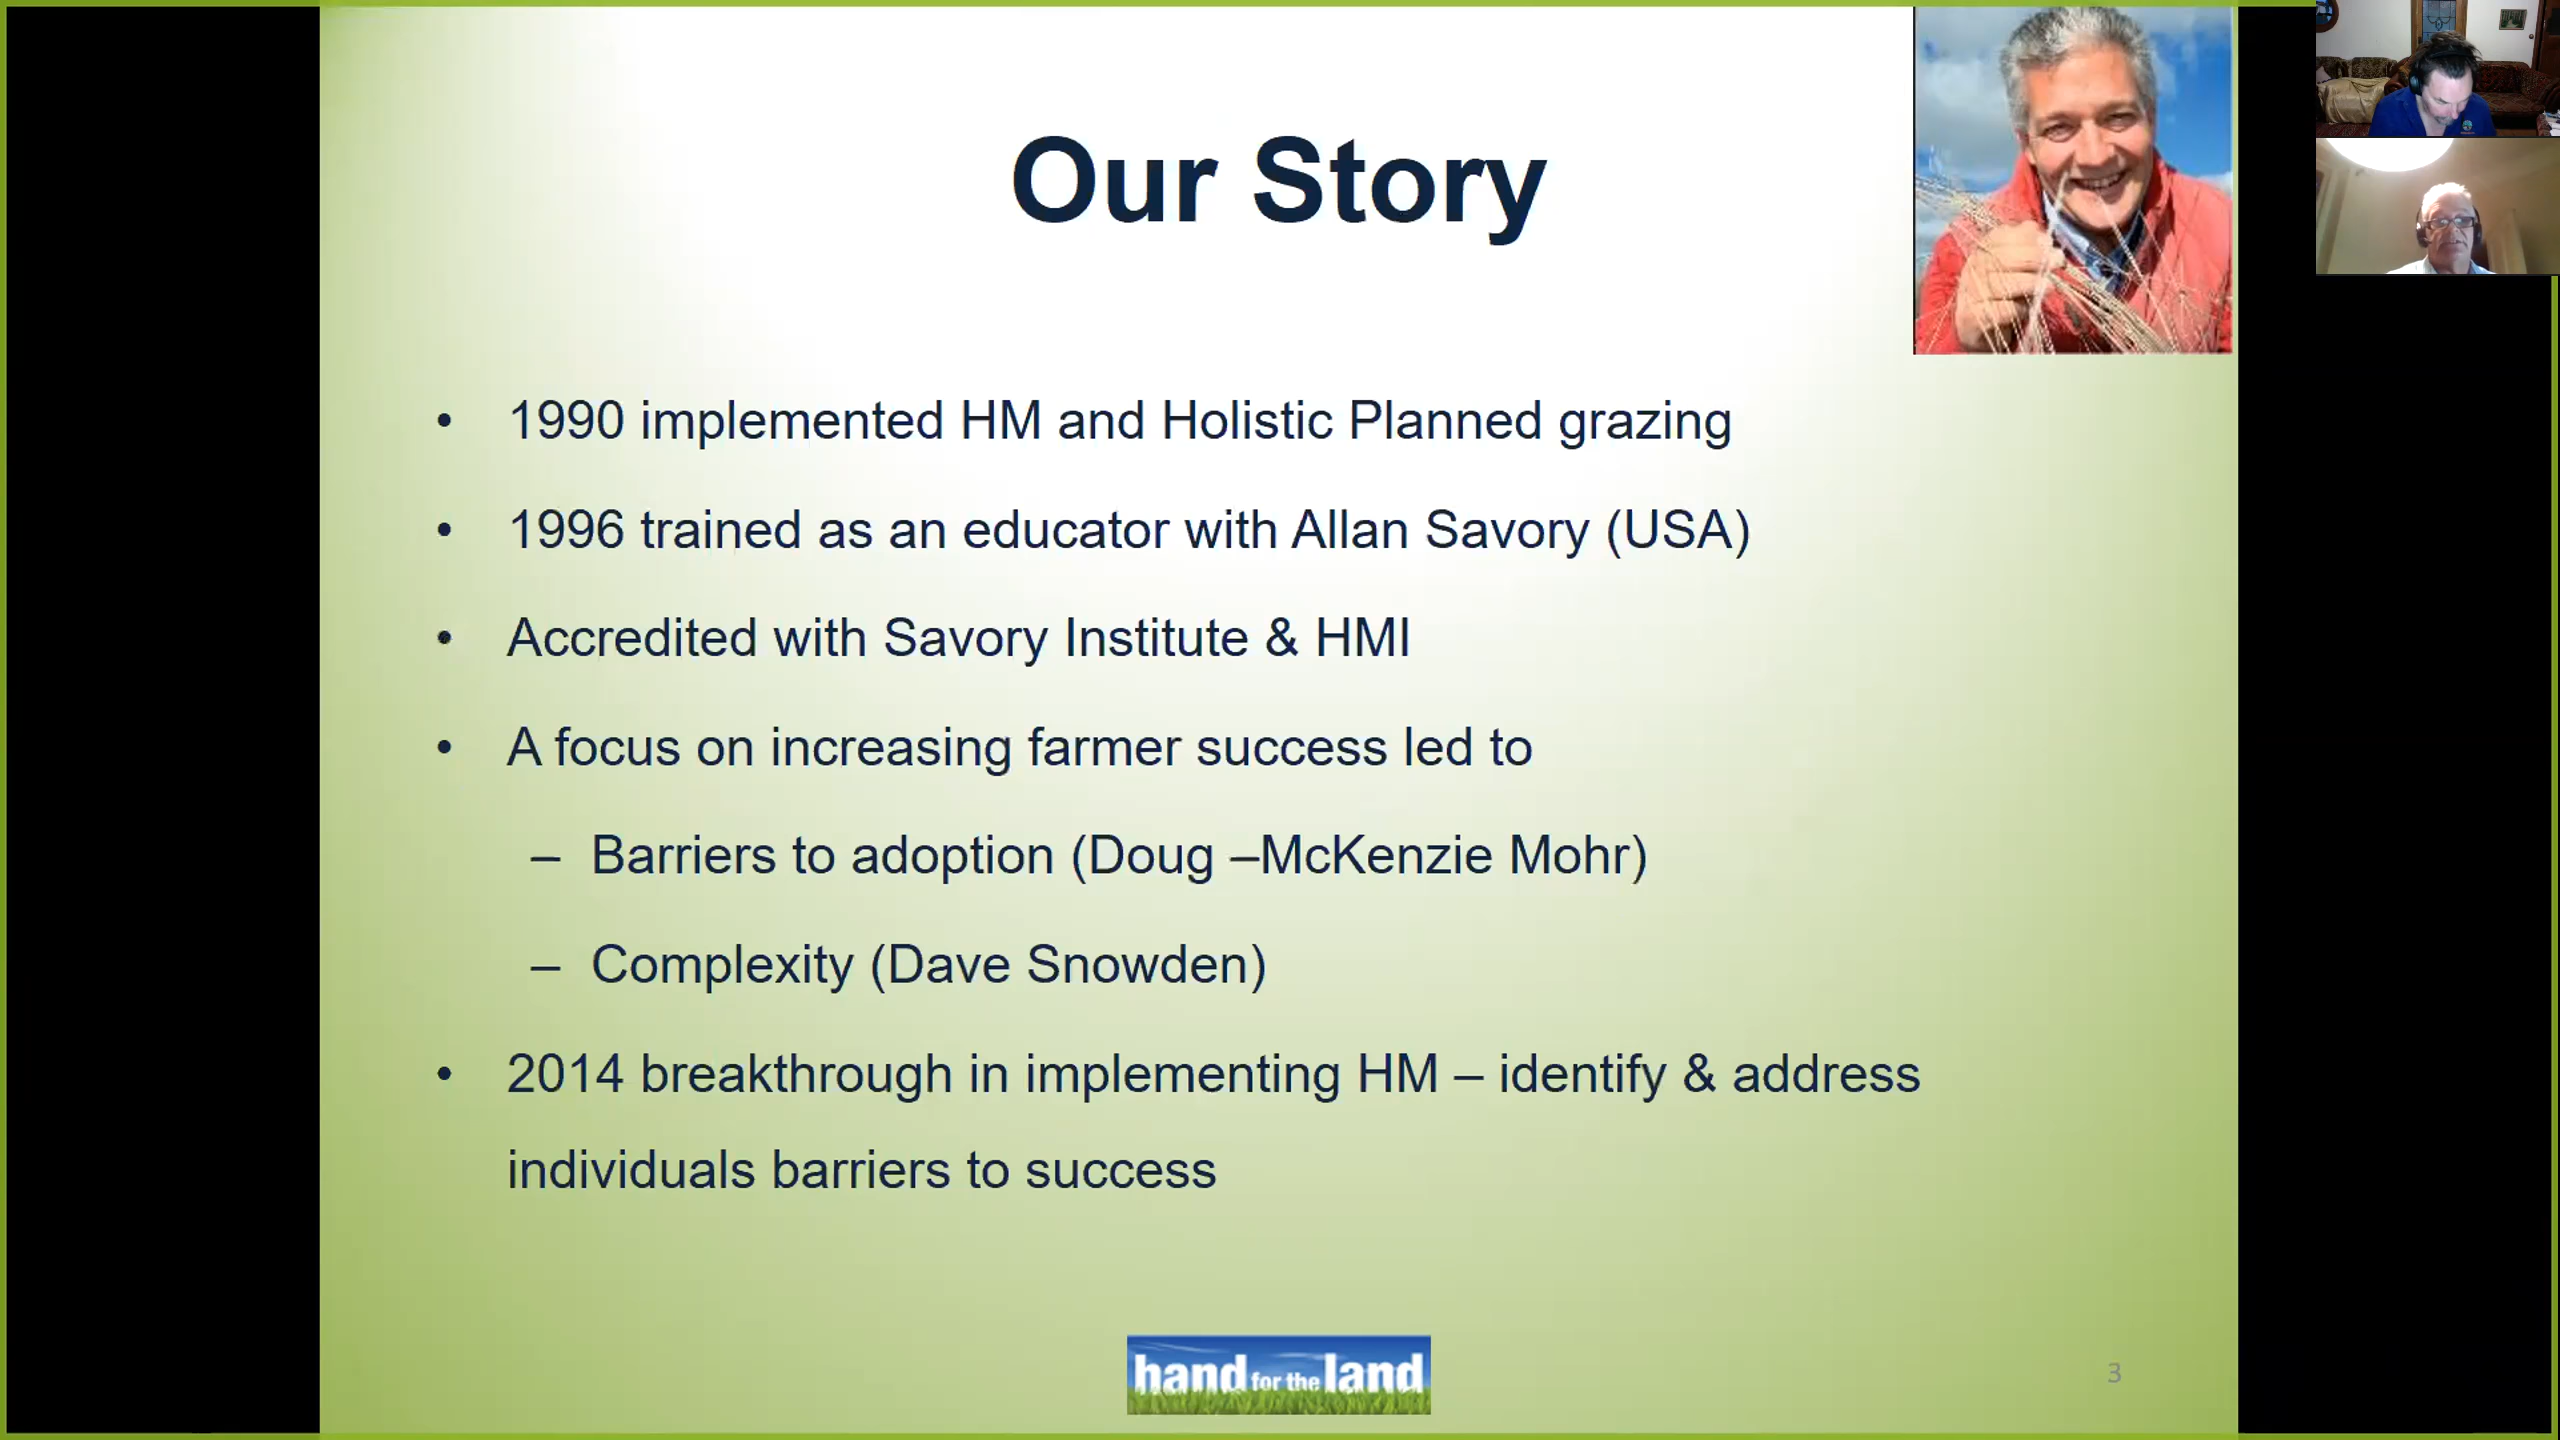 Our Story
• 1990 implemented HM and Holistic Planned grazing
• 1996 trained as an educator with Allan Savory (USA)
• Accredited with Savory Institute & HMI
• A focus on increasing farmer success led to
– Barriers to adoption (Doug –McKenzie Mohr)
– Complexity (Dave Snowden)
• 2014 breakthrough in implementing HM – identify & address
individuals barriers to success
hand for the land
3